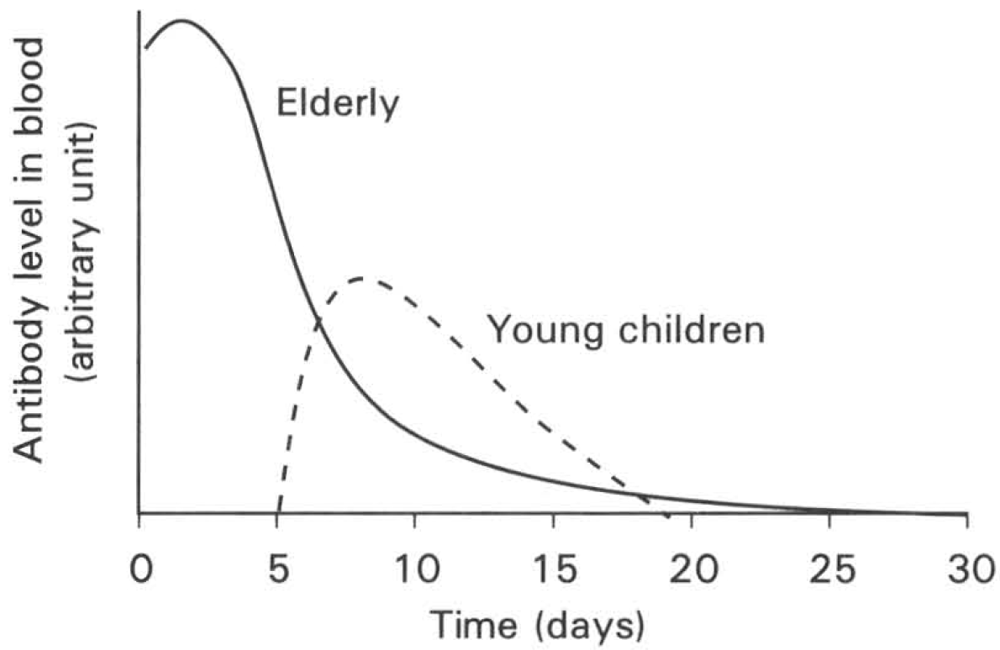 Antibody level in blood
(arbitrary unit)
Elderly
Young children
0 5 10 15 20 25 30
Time (days)